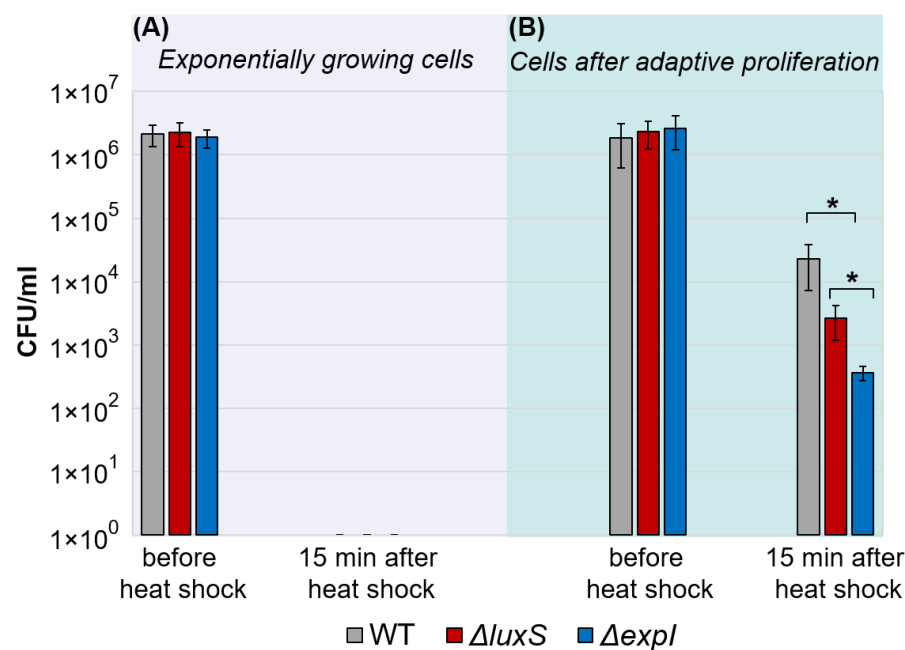 (A)
Exponentially growing cells
(B)
Cells after adaptive proliferation
CFU/ml
1×10⁷
1×10⁶
1×10⁵
1×10⁴
1×10³
1×10²
1×10¹
1×10⁰
*
*
before
heat shock
15 min after
heat shock
before
heat shock
15 min after
heat shock
WT
ΔluxS
ΔexpI